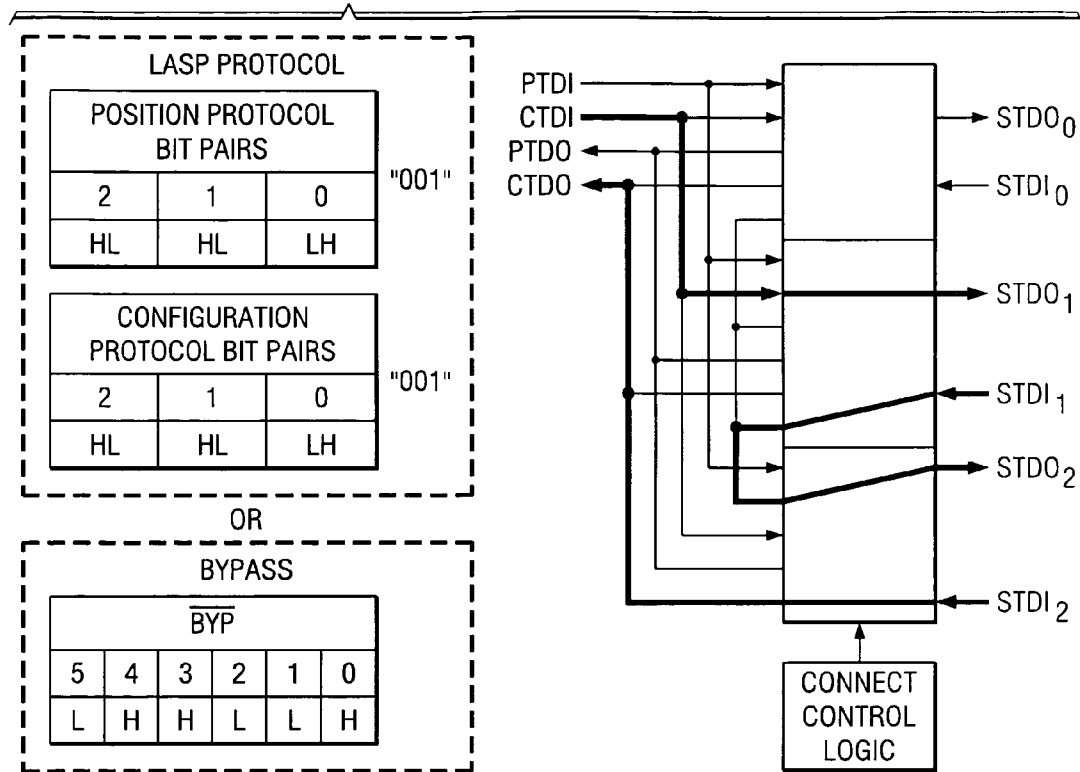 LASP PROTOCOL
POSITION PROTOCOL
BIT PAIRS
2 1 0
HL HL LH
"001"
CONFIGURATION
PROTOCOL BIT PAIRS
2 1 0
HL HL LH
"001"
OR
BYPASS
BYP
5 4 3 2 1 0
L H H L L H
PTDI
CTDI
PTDO
CTDO
STDO0
STDI0
STDO1
STDI1
STDO2
STDI2
CONNECT
CONTROL
LOGIC